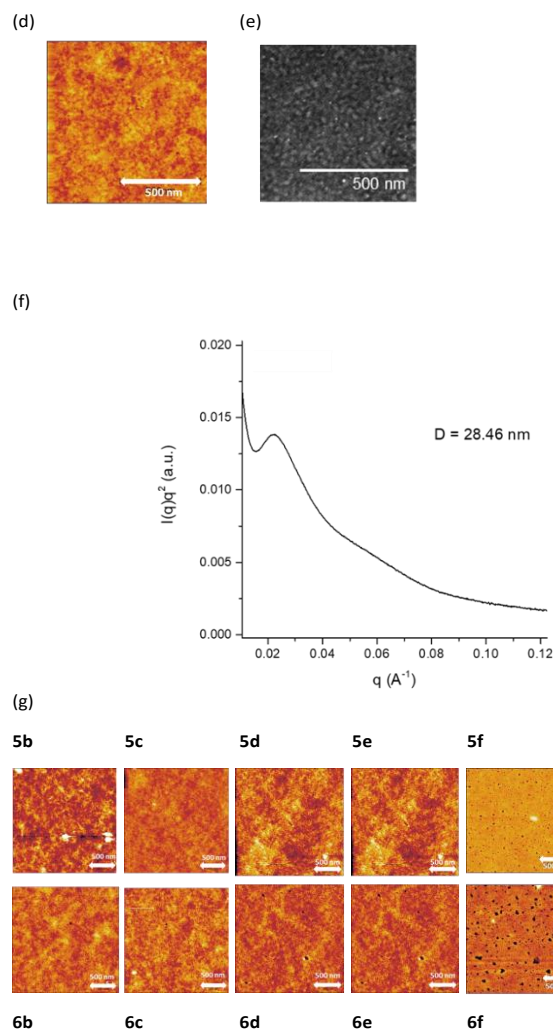 (d) (e)
500 nm 500 nm
(f)
0.020
0.015
0.010
0.005
0.000
I(q)q² (a.u.)
D = 28.46 nm
0.02 0.04 0.06 0.08 0.10 0.12
q (A⁻¹)
(g)
5b 5c 5d 5e 5f
500 nm 500 nm 500 nm 500 nm 50
500 nm 500 nm 500 nm 500 nm 50
6b 6c 6d 6e 6f